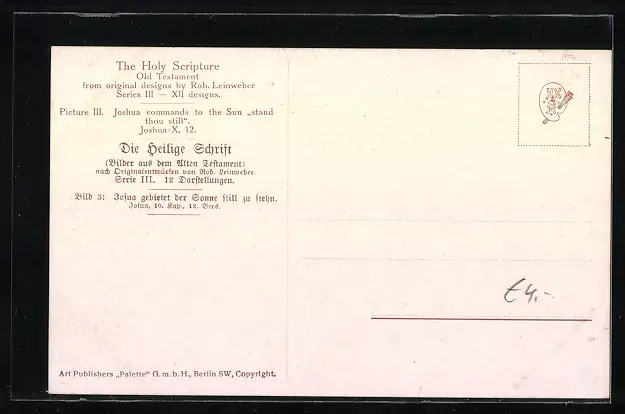 The Holy Scripture
Old Testament
from original designs by Rob. Leinweber
Series III — XII designs.
Picture III. Joshua commands to the Sun „stand
thou still“.
Joshua X, 12.
Die Heilige Schrift
(Bilder aus dem Alten Testament)
nach Originalentwürfen von Rob. Leinweber.
Serie III. 12 Darstellungen.
Bild 3: Josua gebietet der Sonne still zu stehn.
Josua, 10. Kap., 12. Vers.
€4.-
Art Publishers „Palette“ G. m. b. H., Berlin SW, Copyright.